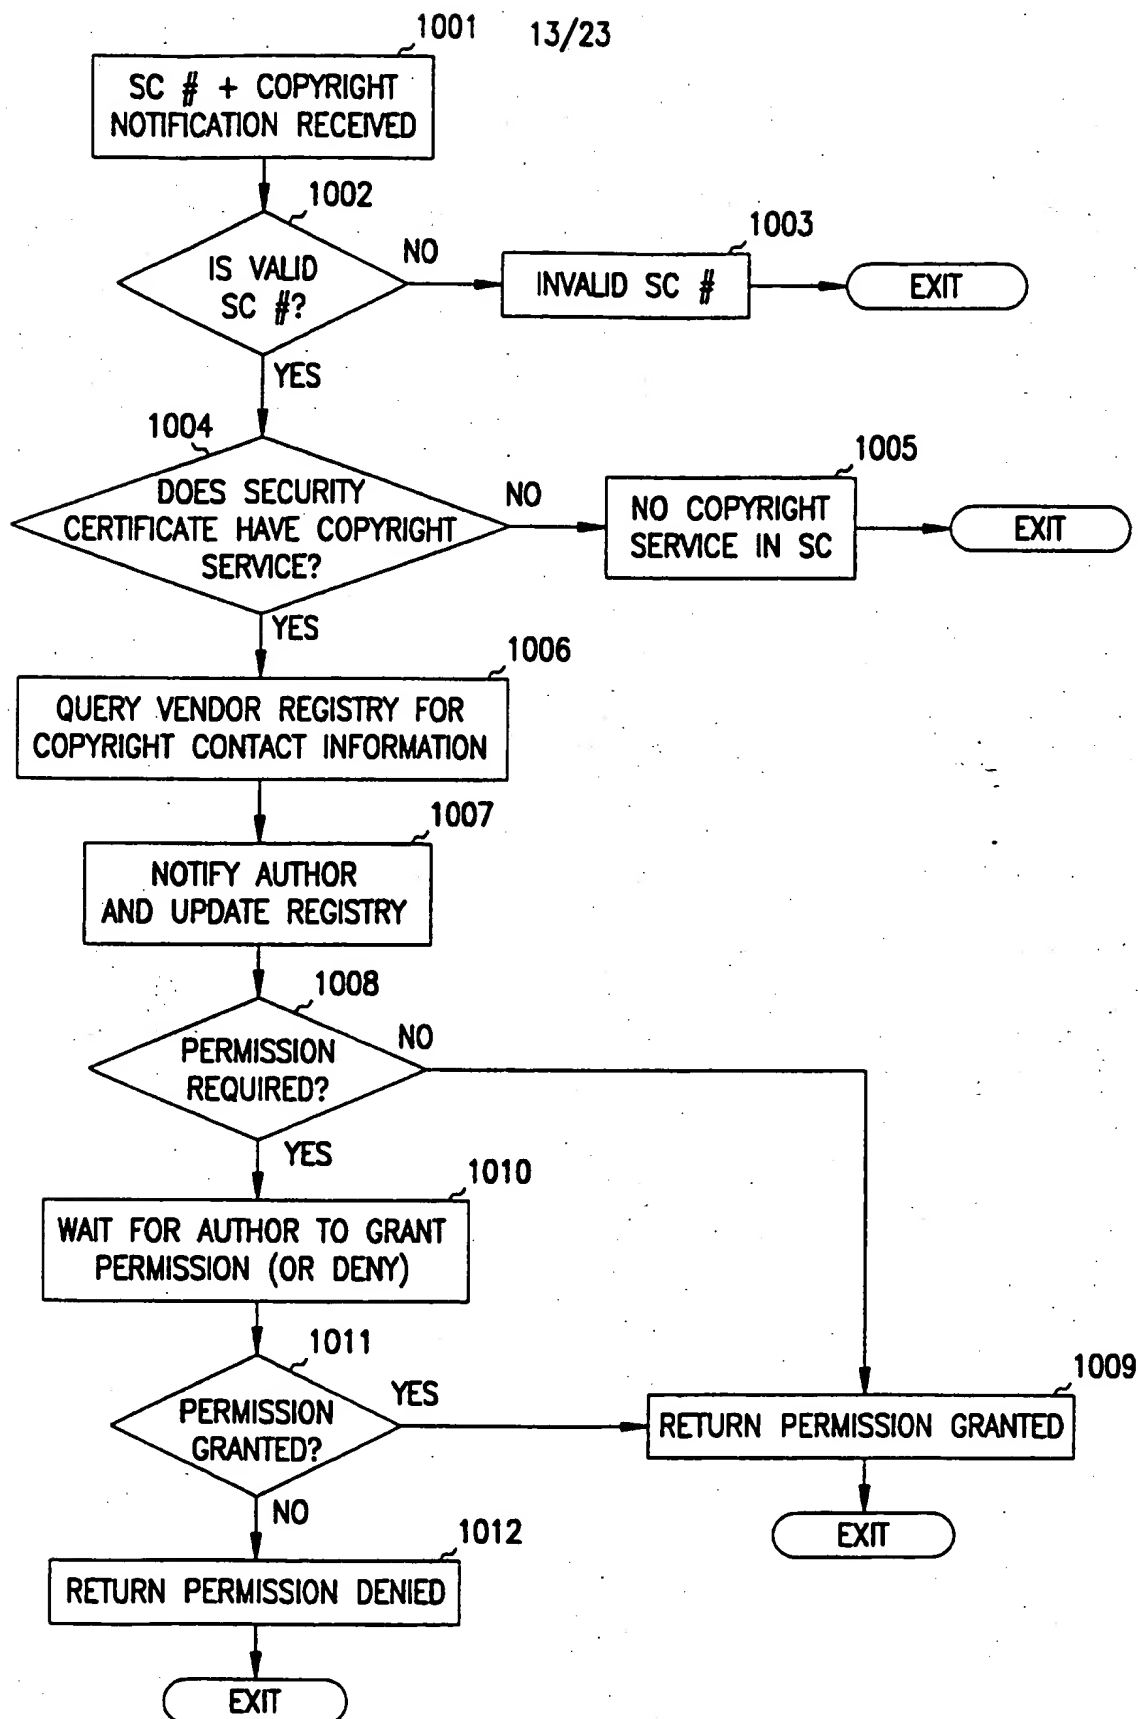 1001
13/23
SC # + COPYRIGHT
NOTIFICATION RECEIVED
1002
IS VALID
SC #?
NO
1003
INVALID SC #
EXIT
YES
1004
DOES SECURITY
CERTIFICATE HAVE COPYRIGHT
SERVICE?
NO
1005
NO COPYRIGHT
SERVICE IN SC
EXIT
YES
1006
QUERY VENDOR REGISTRY FOR
COPYRIGHT CONTACT INFORMATION
1007
NOTIFY AUTHOR
AND UPDATE REGISTRY
1008
PERMISSION
REQUIRED?
NO
YES
1010
WAIT FOR AUTHOR TO GRANT
PERMISSION (OR DENY)
1011
PERMISSION
GRANTED?
YES
1009
RETURN PERMISSION GRANTED
EXIT
NO
1012
RETURN PERMISSION DENIED
EXIT